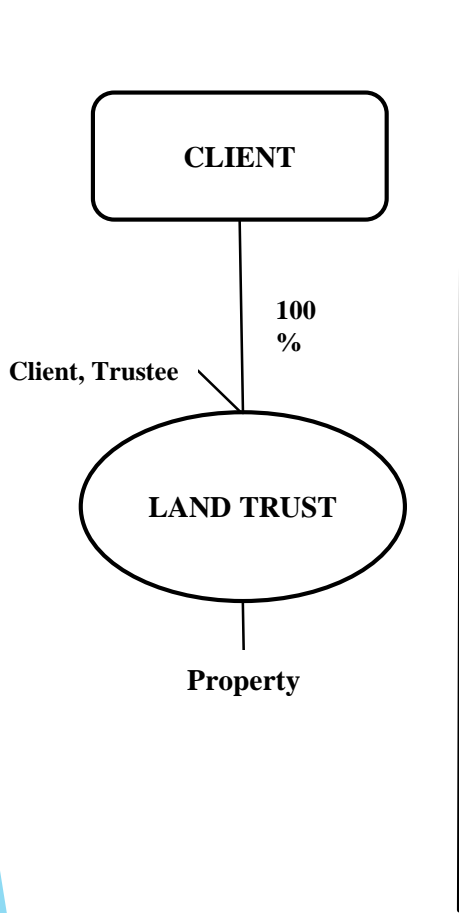 CLIENT
100
%
Client, Trustee
LAND TRUST
Property